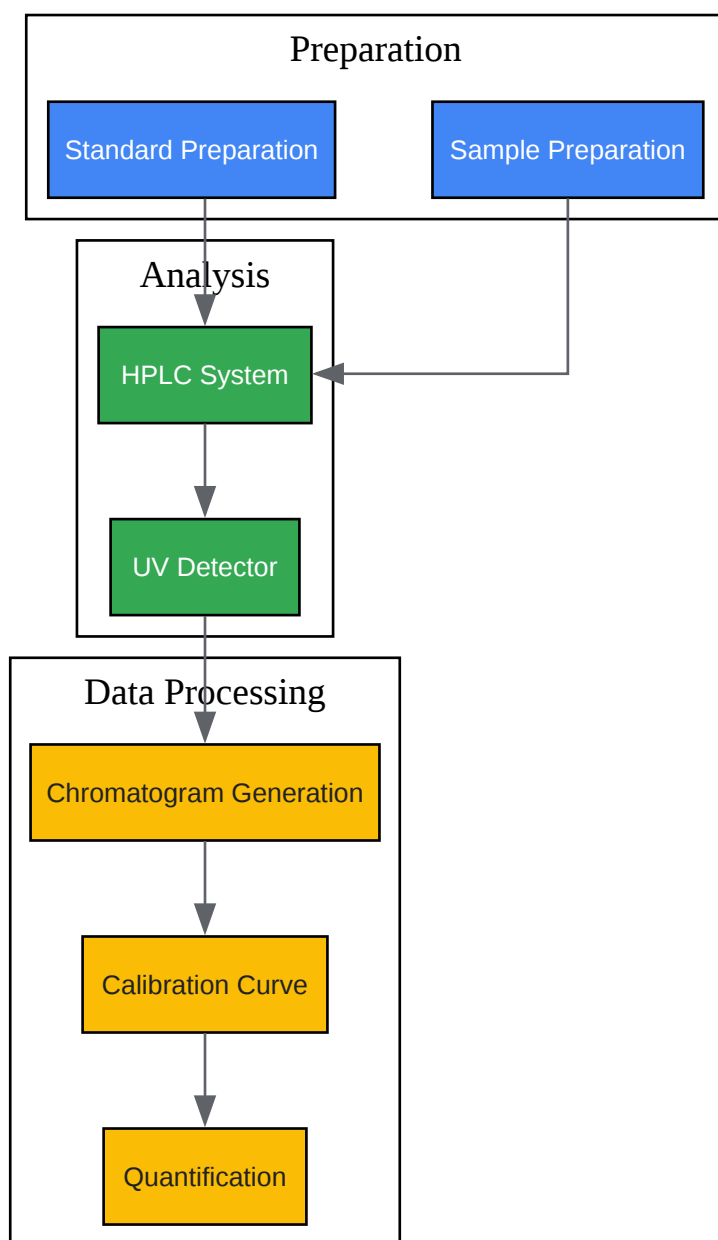 Preparation
Standard Preparation
Sample Preparation
Analysis
HPLC System
UV Detector
Data Processing
Chromatogram Generation
Calibration Curve
Quantification